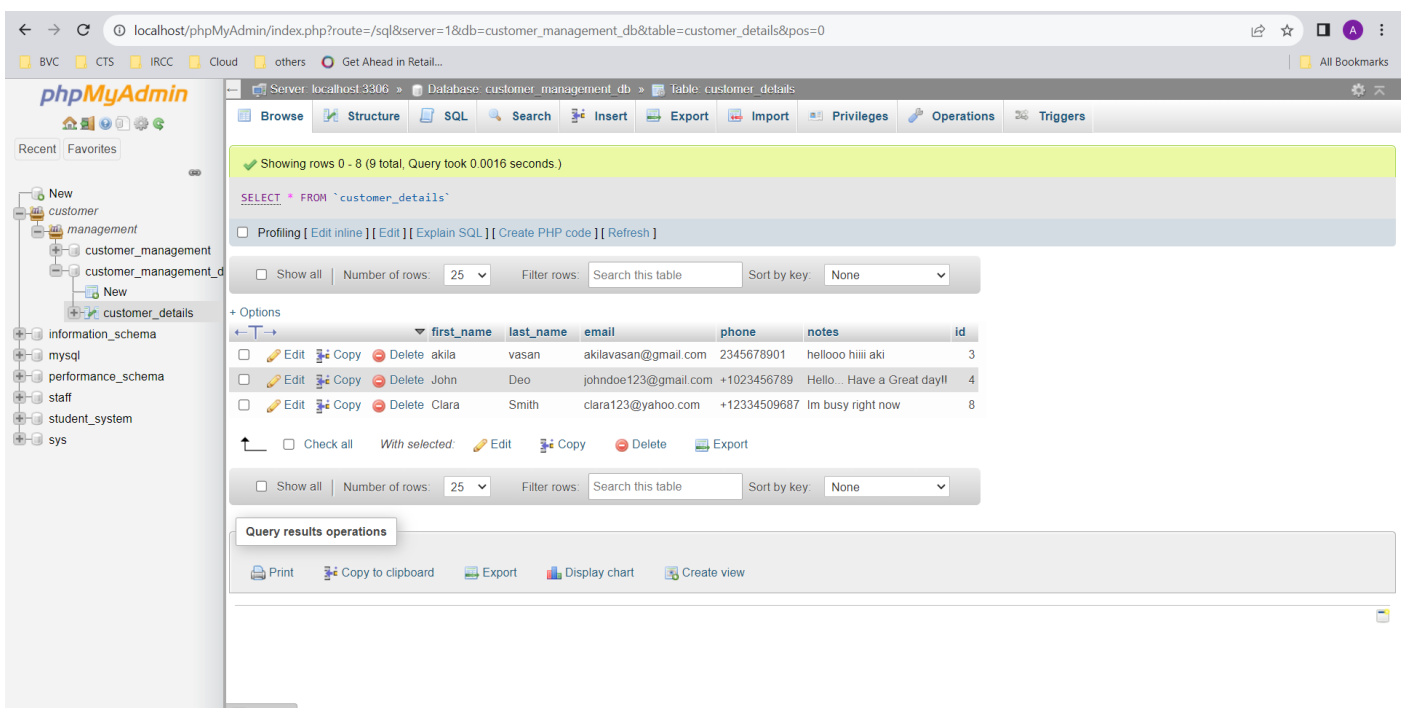 localhost/phpMyAdmin/index.php?route=/sql&server=1&db=customer_management_db&table=customer_details&pos=0
A
BVC CTS IRCC Cloud others Get Ahead in Retail... All Bookmarks
phpMyAdmin
Recent Favorites
New
customer
management
customer_management
customer_management_d
New
customer_details
information_schema
mysql
performance_schema
staff
student_system
sys
Server: localhost:3306 » Database: customer_management_db » Table: customer_details
Browse Structure SQL Search Insert Export Import Privileges Operations Triggers
Showing rows 0 - 8 (9 total, Query took 0.0016 seconds.)
SELECT * FROM `customer_details`
Profiling [ Edit inline ] [ Edit ] [ Explain SQL ] [ Create PHP code ] [ Refresh ]
Show all | Number of rows: 25 Filter rows: Search this table Sort by key: None
+ Options
←T→ first_name last_name email phone notes id
Edit Copy Delete akila vasan akilavasan@gmail.com 2345678901 hellooo hiiii aki 3
Edit Copy Delete John Deo johndoe123@gmail.com +1023456789 Hello... Have a Great day!! 4
Edit Copy Delete Clara Smith clara123@yahoo.com +12334509687 Im busy right now 8
Check all With selected: Edit Copy Delete Export
Show all | Number of rows: 25 Filter rows: Search this table Sort by key: None
Query results operations
Print Copy to clipboard Export Display chart Create view